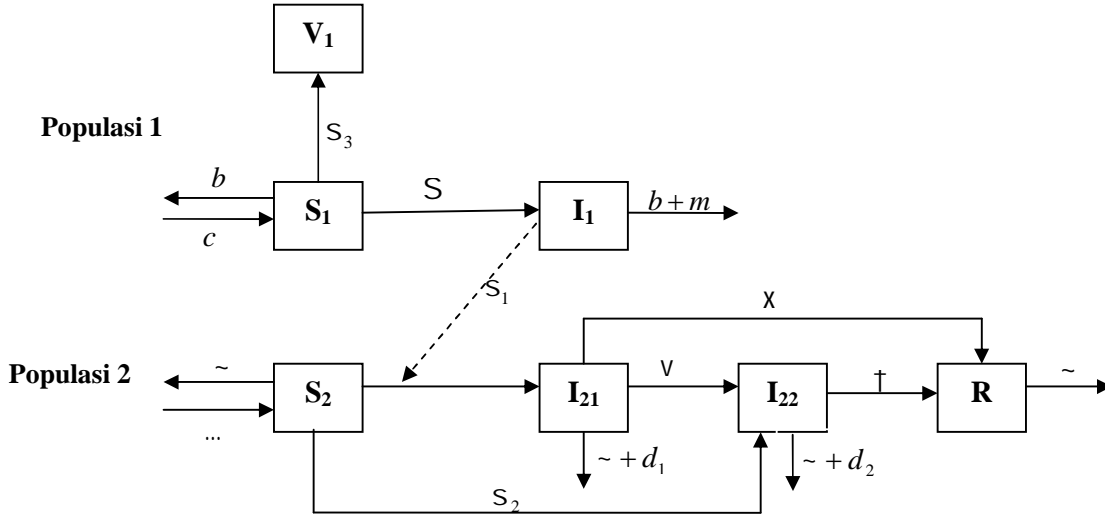 V₁
Populasi 1
S₃
b
S₁
S
I₁
b + m
c
S₁
X
Populasi 2
~
S₂
I₂₁
V
I₂₂
†
R
~
...
~ + d₁
~ + d₂
S₂